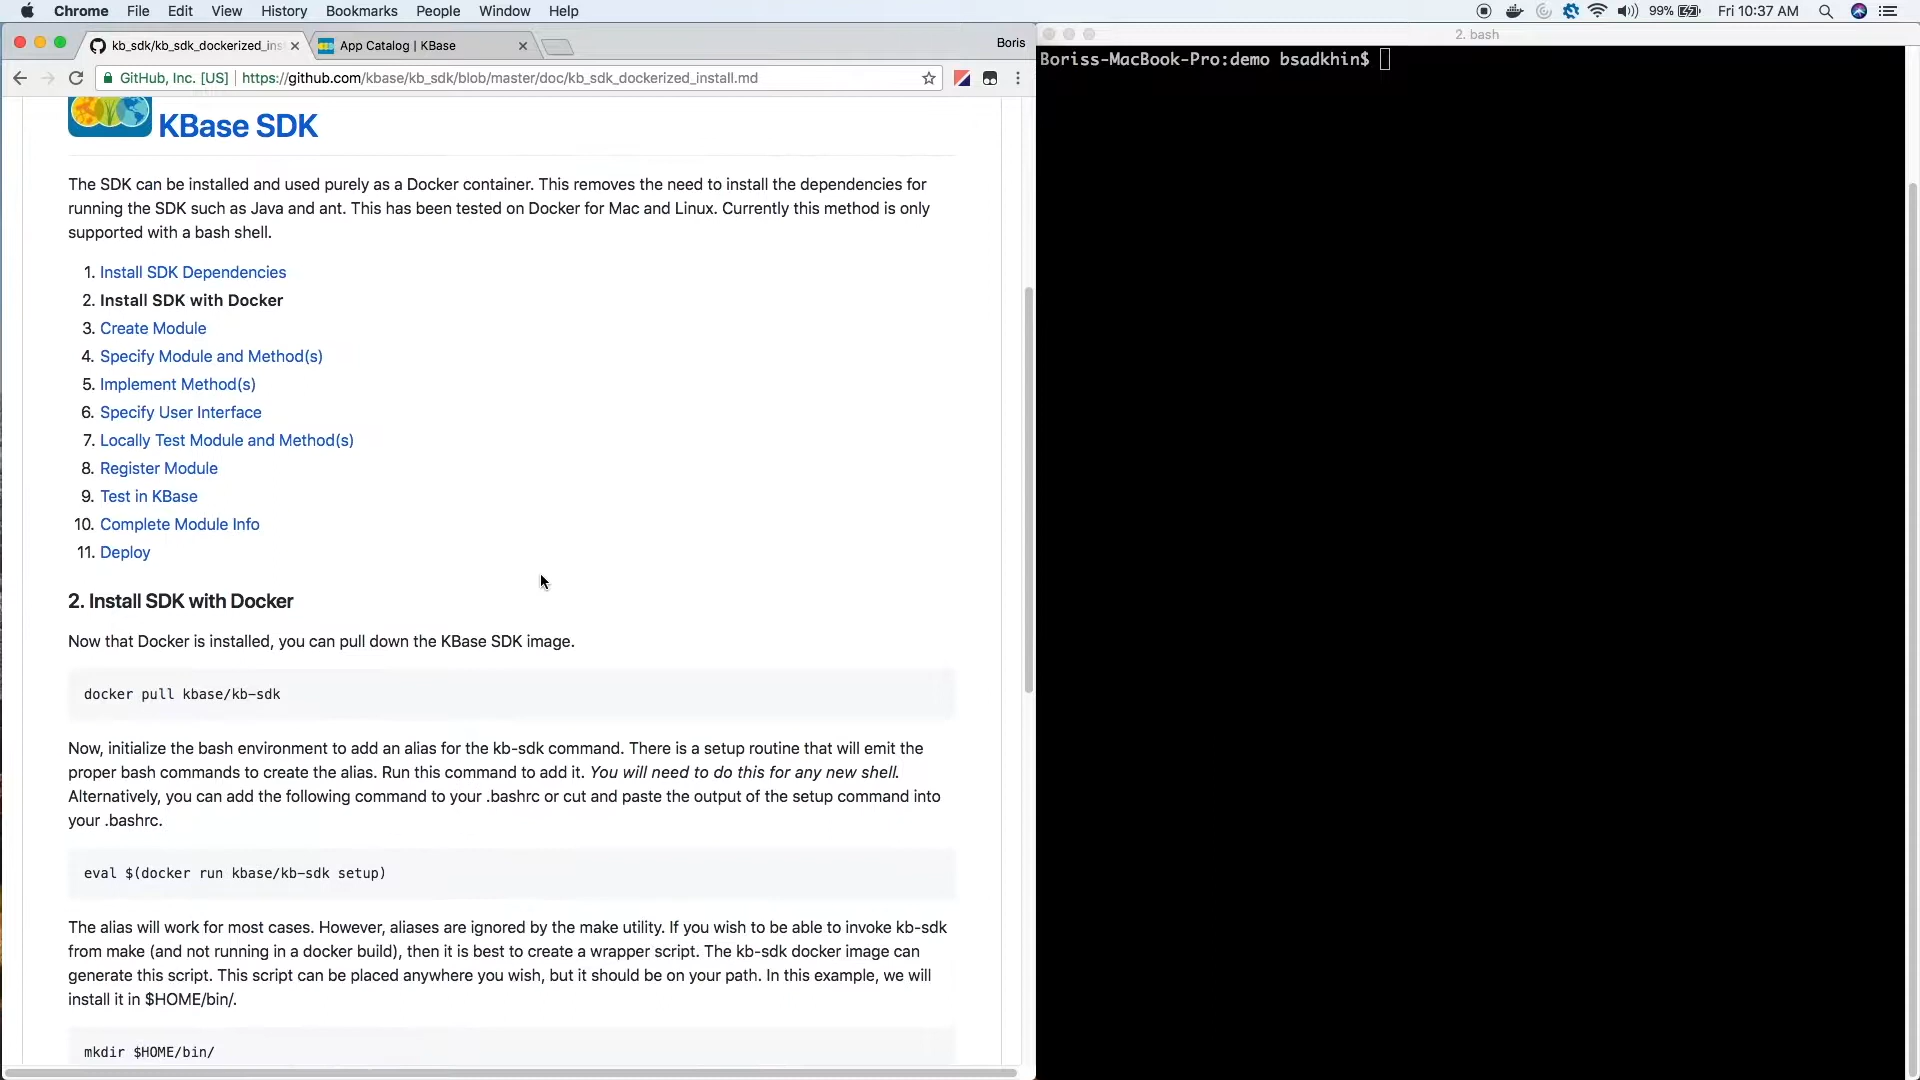 Chrome File Edit View History Bookmarks People Window Help 99% Fri 10:37 AM
kb_sdk/kb_sdk_dockerized_ins App Catalog | KBase Boris
2. bash
GitHub, Inc. [US] https://github.com/kbase/kb_sdk/blob/master/doc/kb_sdk_dockerized_install.md
Boriss-MacBook-Pro:demo bsadkhin$
KBase SDK
The SDK can be installed and used purely as a Docker container. This removes the need to install the dependencies for
running the SDK such as Java and ant. This has been tested on Docker for Mac and Linux. Currently this method is only
supported with a bash shell.
1. Install SDK Dependencies
2. Install SDK with Docker
3. Create Module
4. Specify Module and Method(s)
5. Implement Method(s)
6. Specify User Interface
7. Locally Test Module and Method(s)
8. Register Module
9. Test in KBase
10. Complete Module Info
11. Deploy
2. Install SDK with Docker
Now that Docker is installed, you can pull down the KBase SDK image.
docker pull kbase/kb-sdk
Now, initialize the bash environment to add an alias for the kb-sdk command. There is a setup routine that will emit the
proper bash commands to create the alias. Run this command to add it. You will need to do this for any new shell.
Alternatively, you can add the following command to your .bashrc or cut and paste the output of the setup command into
your .bashrc.
eval $(docker run kbase/kb-sdk setup)
The alias will work for most cases. However, aliases are ignored by the make utility. If you wish to be able to invoke kb-sdk
from make (and not running in a docker build), then it is best to create a wrapper script. The kb-sdk docker image can
generate this script. This script can be placed anywhere you wish, but it should be on your path. In this example, we will
install it in $HOME/bin/.
mkdir $HOME/bin/